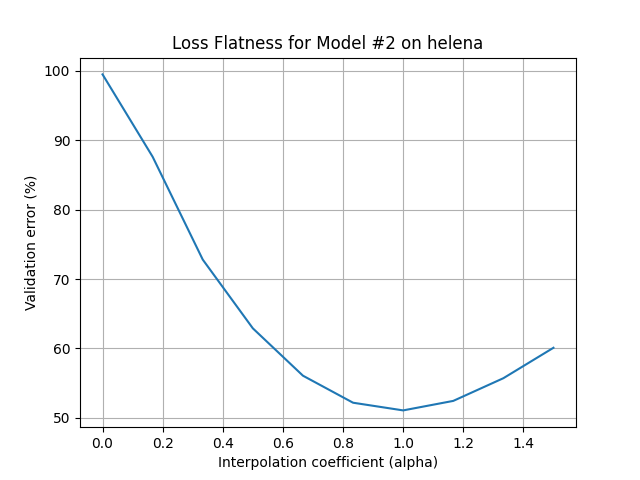 Loss Flatness for Model #2 on helena
Validation error (%)
100
90
80
70
60
50
0.0 0.2 0.4 0.6 0.8 1.0 1.2 1.4
Interpolation coefficient (alpha)